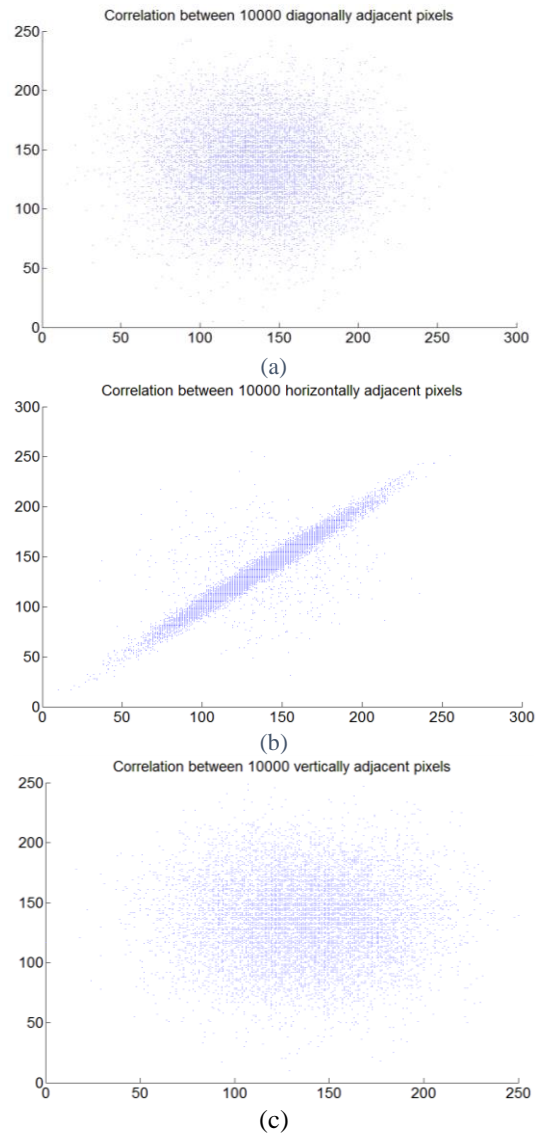 Correlation between 10000 diagonally adjacent pixels
250
200
150
100
50
0
0 50 100 150 200 250 300
(a)
Correlation between 10000 horizontally adjacent pixels
300
250
200
150
100
50
0
0 50 100 150 200 250 300
(b)
Correlation between 10000 vertically adjacent pixels
250
200
150
100
50
0
0 50 100 150 200 250
(c)